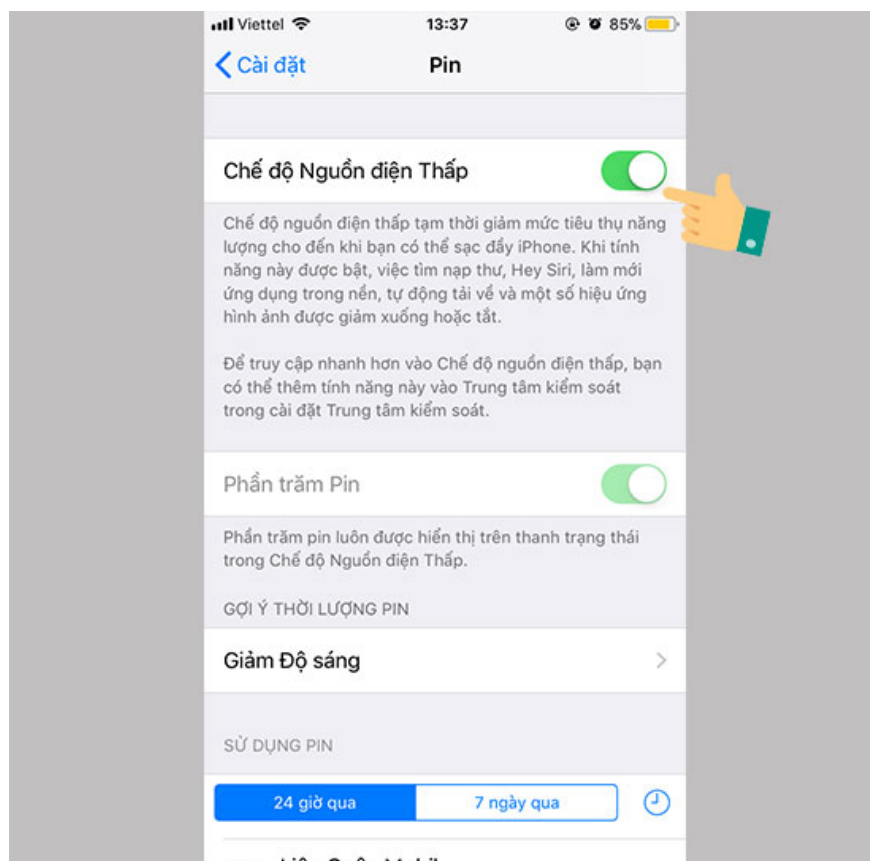 Viettel 13:37 85%
Cài đặt Pin
Chế độ Nguồn điện Thấp
Chế độ nguồn điện thấp tạm thời giảm mức tiêu thụ năng
lượng cho đến khi bạn có thể sạc đầy iPhone. Khi tính
năng này được bật, việc tìm nạp thư, Hey Siri, làm mới
ứng dụng trong nền, tự động tải về và một số hiệu ứng
hình ảnh được giảm xuống hoặc tắt.
Để truy cập nhanh hơn vào Chế độ nguồn điện thấp, bạn
có thể thêm tính năng này vào Trung tâm kiểm soát
trong cài đặt Trung tâm kiểm soát.
Phần trăm Pin
Phần trăm pin luôn được hiển thị trên thanh trạng thái
trong Chế độ Nguồn điện Thấp.
GỢI Ý THỜI LƯỢNG PIN
Giảm Độ sáng
SỬ DỤNG PIN
24 giờ qua 7 ngày qua